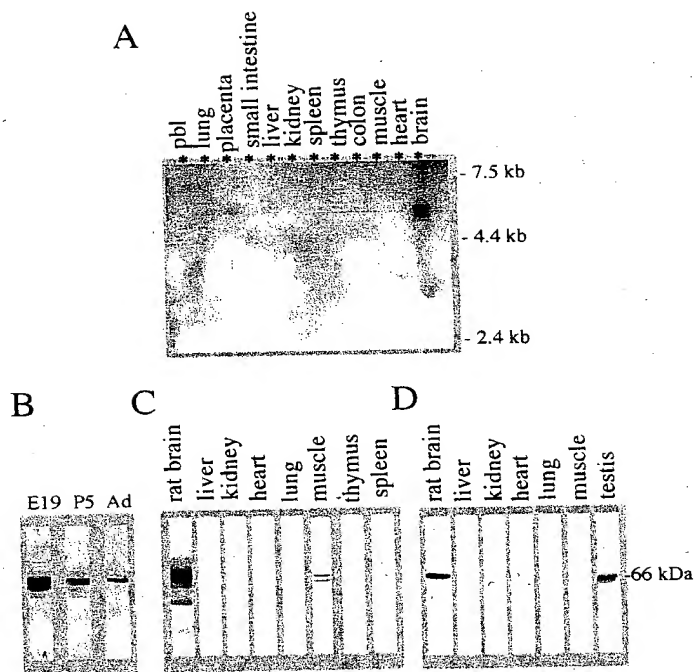 A
pbl
lung
placenta
small intestine
liver
kidney
spleen
thymus
colon
muscle
heart
brain
* * * * * * * * * * * *
- 7.5 kb
- 4.4 kb
- 2.4 kb
B
E19 P5 Ad
C
rat brain
liver
kidney
heart
lung
muscle
thymus
spleen
D
rat brain
liver
kidney
heart
lung
muscle
testis
-66 kDa